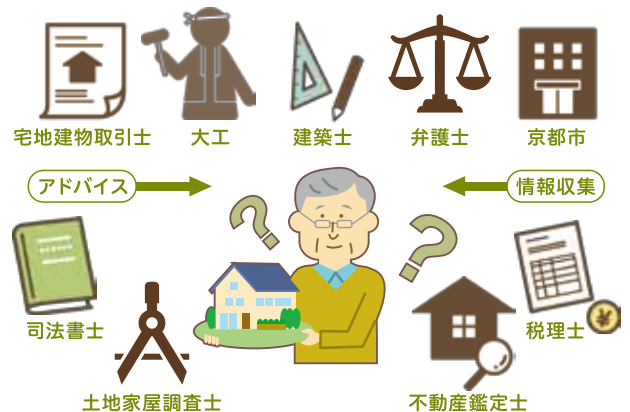 宅地建物取引士
大工
建築士
弁護士
京都市
アドバイス
情報収集
司法書士
税理士
土地家屋調査士
不動産鑑定士
¥